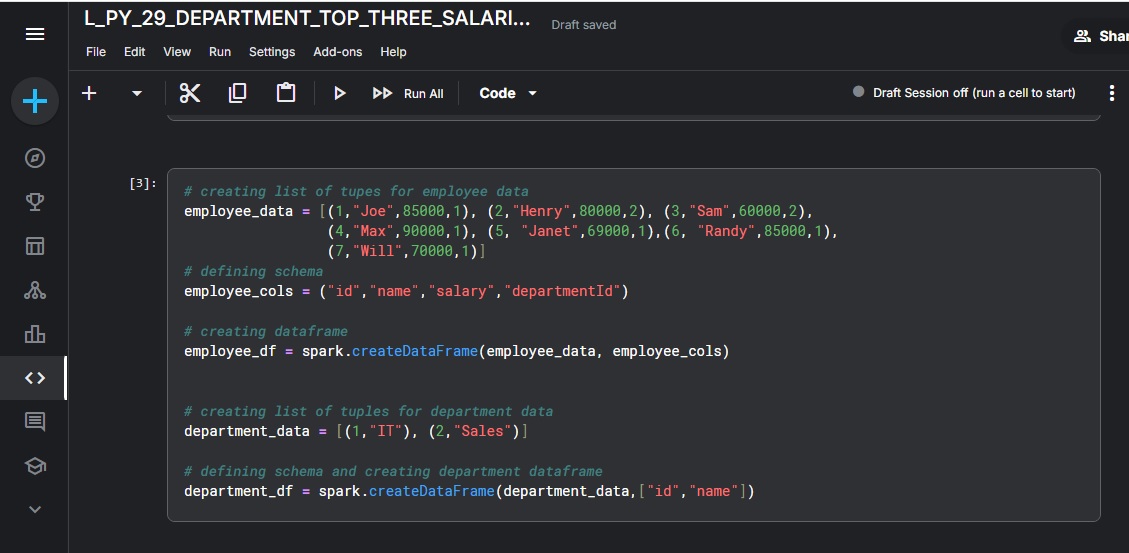 L_PY_29_DEPARTMENT_TOP_THREE_SALARI...
Draft saved
Shar
File Edit View Run Settings Add-ons Help
Run All
Code
Draft Session off (run a cell to start)
[3]:
# creating list of tupes for employee data
employee_data = [(1,"Joe",85000,1), (2,"Henry",80000,2), (3,"Sam",60000,2),
(4,"Max",90000,1), (5, "Janet",69000,1),(6, "Randy",85000,1),
(7,"Will",70000,1)]
# defining schema
employee_cols = ("id","name","salary","departmentId")
# creating dataframe
employee_df = spark.createDataFrame(employee_data, employee_cols)
# creating list of tuples for department data
department_data = [(1,"IT"), (2,"Sales")]
# defining schema and creating department dataframe
department_df = spark.createDataFrame(department_data,["id","name"])